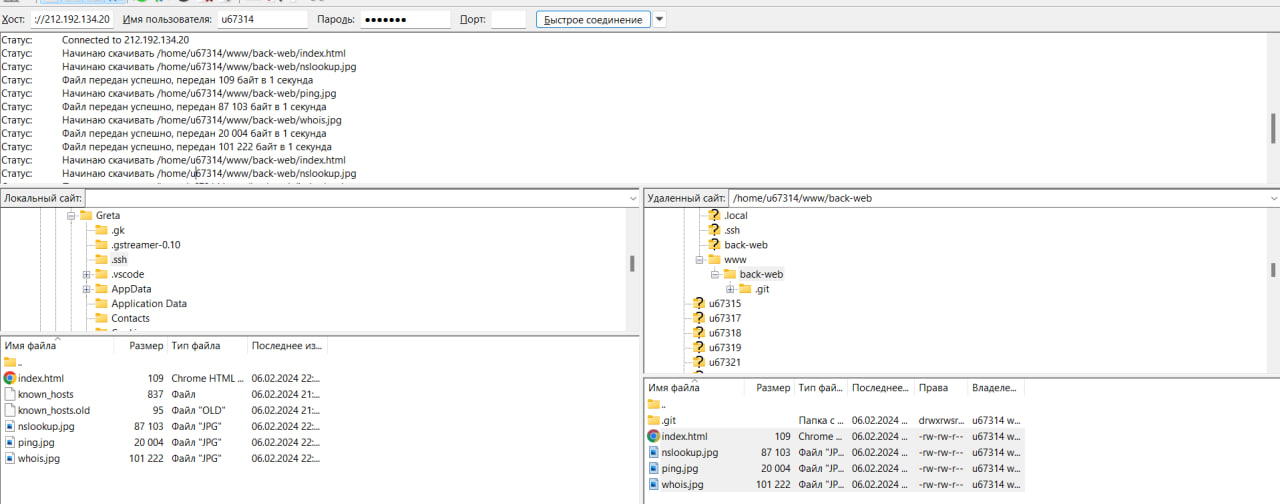 Хост: ://212.192.134.20 Имя пользователя: u67314 Пароль: ●●●●●●● Порт: Быстрое соединение
Статус: Connected to 212.192.134.20
Статус: Начинаю скачивать /home/u67314/www/back-web/index.html
Статус: Начинаю скачивать /home/u67314/www/back-web/nslookup.jpg
Статус: Файл передан успешно, передан 109 байт в 1 секунда
Статус: Начинаю скачивать /home/u67314/www/back-web/ping.jpg
Статус: Файл передан успешно, передан 87 103 байт в 1 секунда
Статус: Начинаю скачивать /home/u67314/www/back-web/whois.jpg
Статус: Файл передан успешно, передан 20 004 байт в 1 секунда
Статус: Файл передан успешно, передан 101 222 байт в 1 секунда
Статус: Начинаю скачивать /home/u67314/www/back-web/index.html
Статус: Начинаю скачивать /home/u67314/www/back-web/nslookup.jpg
Локальный сайт:
Greta
.gk
.gstreamer-0.10
.ssh
.vscode
AppData
Application Data
Contacts
Имя файла Размер Тип файла Последнее из...
..
index.html 109 Chrome HTML ... 06.02.2024 22:...
known_hosts 837 Файл 06.02.2024 21:...
known_hosts.old 95 Файл "OLD" 06.02.2024 21:...
nslookup.jpg 87 103 Файл "JPG" 06.02.2024 22:...
ping.jpg 20 004 Файл "JPG" 06.02.2024 22:...
whois.jpg 101 222 Файл "JPG" 06.02.2024 22:...
Удаленный сайт: /home/u67314/www/back-web
.local
.ssh
back-web
www
back-web
.git
u67315
u67317
u67318
u67319
u67321
Имя файла Размер Тип фай... Последнее... Права Владеле...
..
.git Папка с ... 06.02.2024 ... drwxrwsr... u67314 w...
index.html 109 Chrome ... 06.02.2024 ... -rw-rw-r-- u67314 w...
nslookup.jpg 87 103 Файл "JP... 06.02.2024 ... -rw-rw-r-- u67314 w...
ping.jpg 20 004 Файл "JP... 06.02.2024 ... -rw-rw-r-- u67314 w...
whois.jpg 101 222 Файл "JP... 06.02.2024 ... -rw-rw-r-- u67314 w...